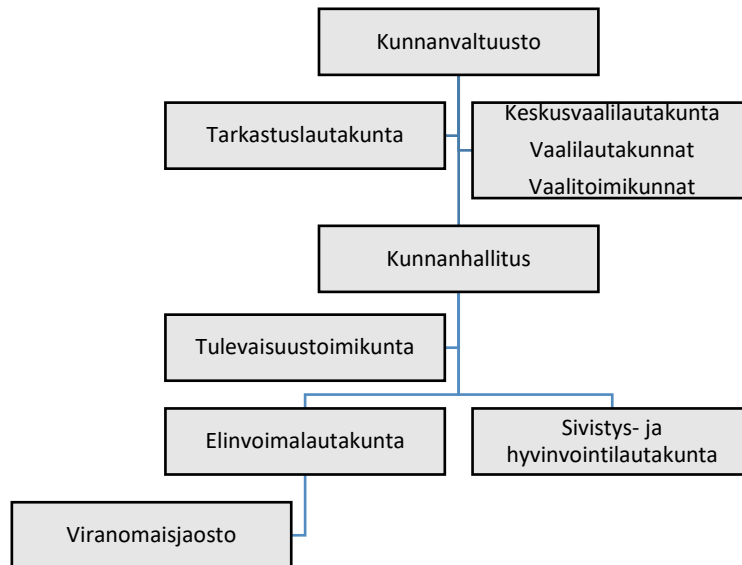 Kunnanvaltuusto
Tarkastuslautakunta
Keskusvaalilautakunta
Vaalilautakunnat
Vaalitoimikunnat
Kunnanhallitus
Tulevaisuustoimikunta
Elinvoimalautakunta
Sivistys- ja
hyvinvointilautakunta
Viranomaisjaosto